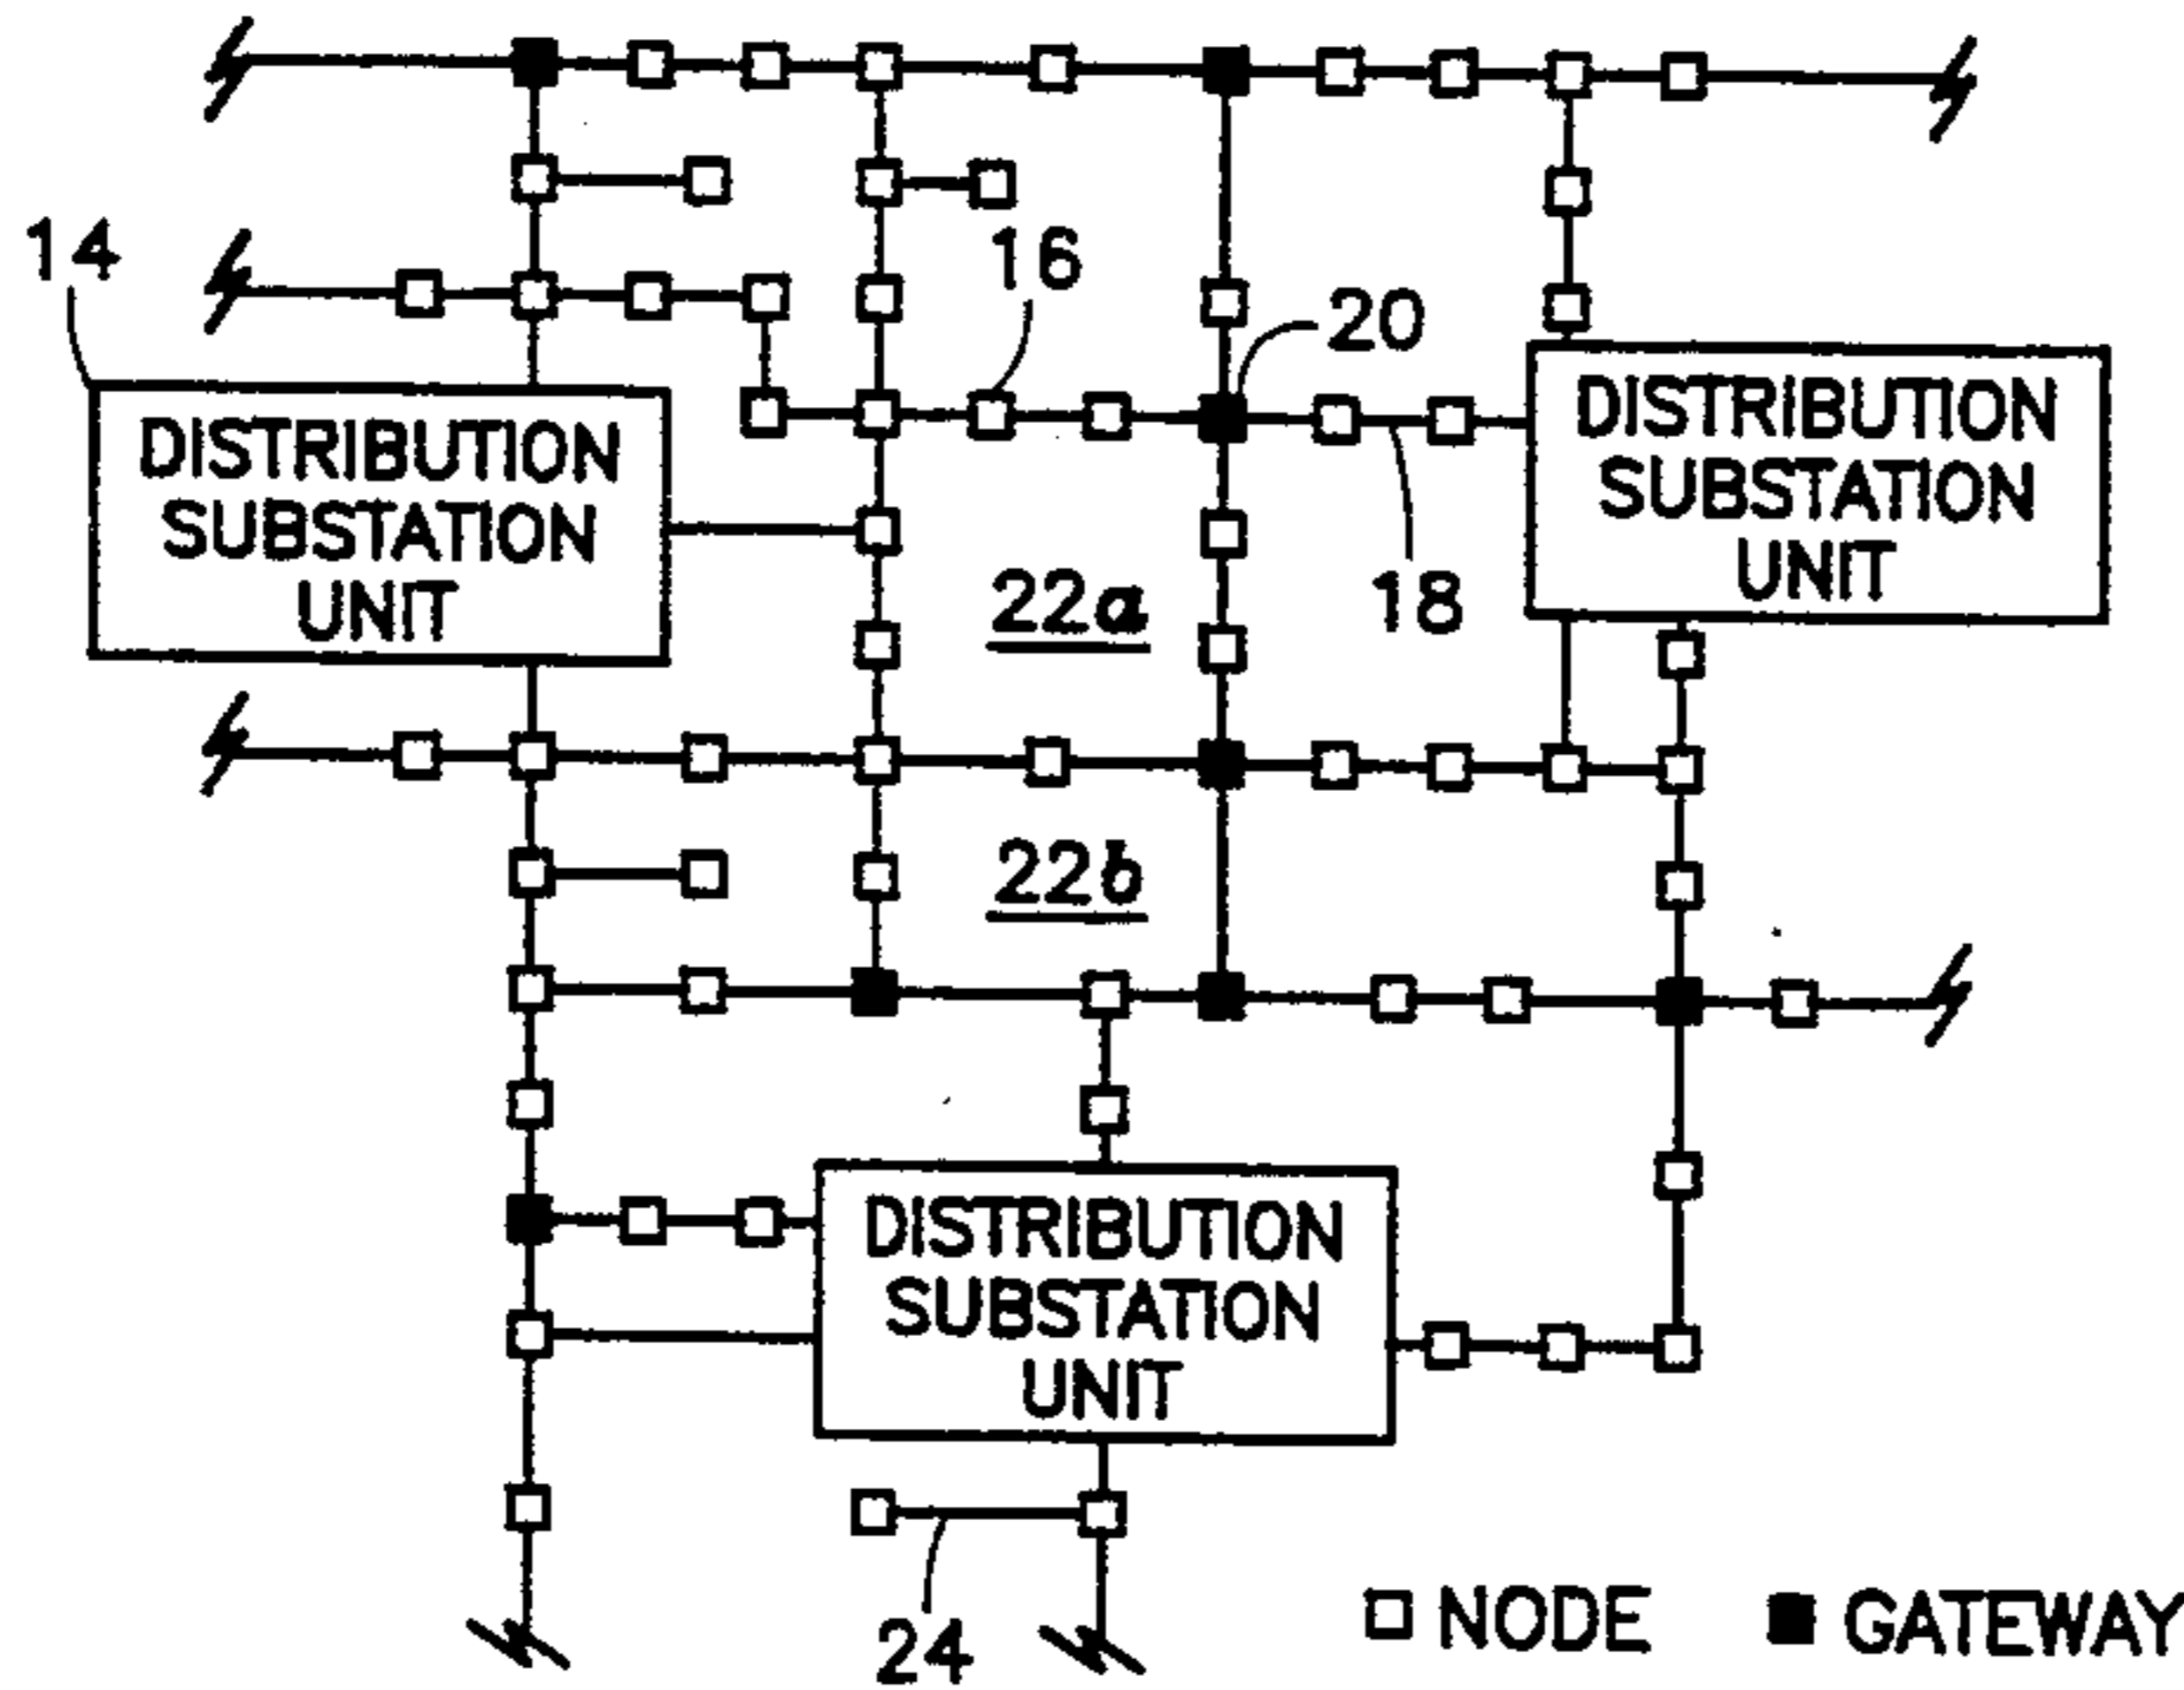 14
16
20
DISTRIBUTION
SUBSTATION
UNIT
DISTRIBUTION
SUBSTATION
UNIT
22a
18
22b
DISTRIBUTION
SUBSTATION
UNIT
24
NODE
GATEWAY